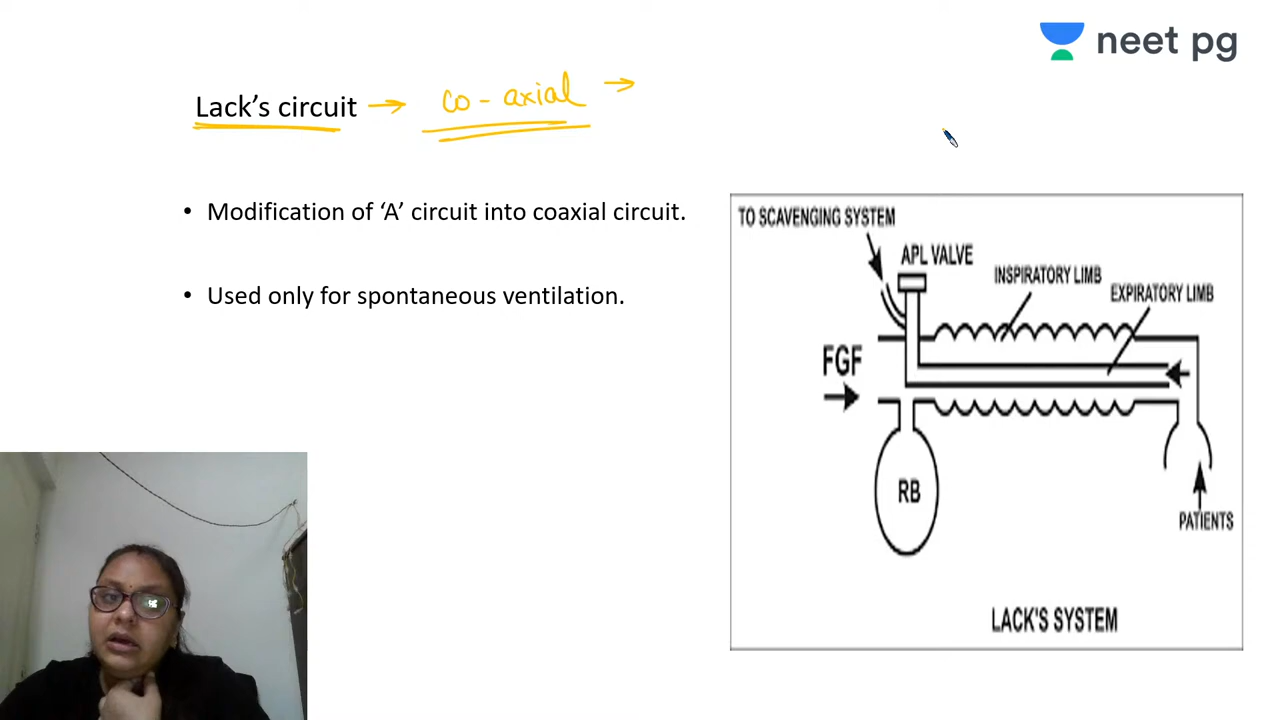 neet pg
Lack’s circuit → co - axial →
• Modification of ‘A’ circuit into coaxial circuit.
• Used only for spontaneous ventilation.
TO SCAVENGING SYSTEM
APL VALVE
INSPIRATORY LIMB
EXPIRATORY LIMB
FGF
RB
PATIENTS
LACK'S SYSTEM